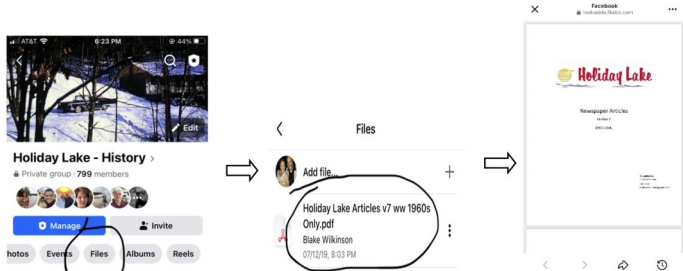 AT&T
6:23 PM
44%
Edit
Holiday Lake - History
Private group · 799 members
Manage
Invite
hotos
Events
Files
Albums
Reels
Files
Add file...
Holiday Lake Articles v7 ww 1960s
Only.pdf
Blake Wilkinson
07/12/19, 8:03 PM
Facebook
Holiday Lake
Newspaper Articles